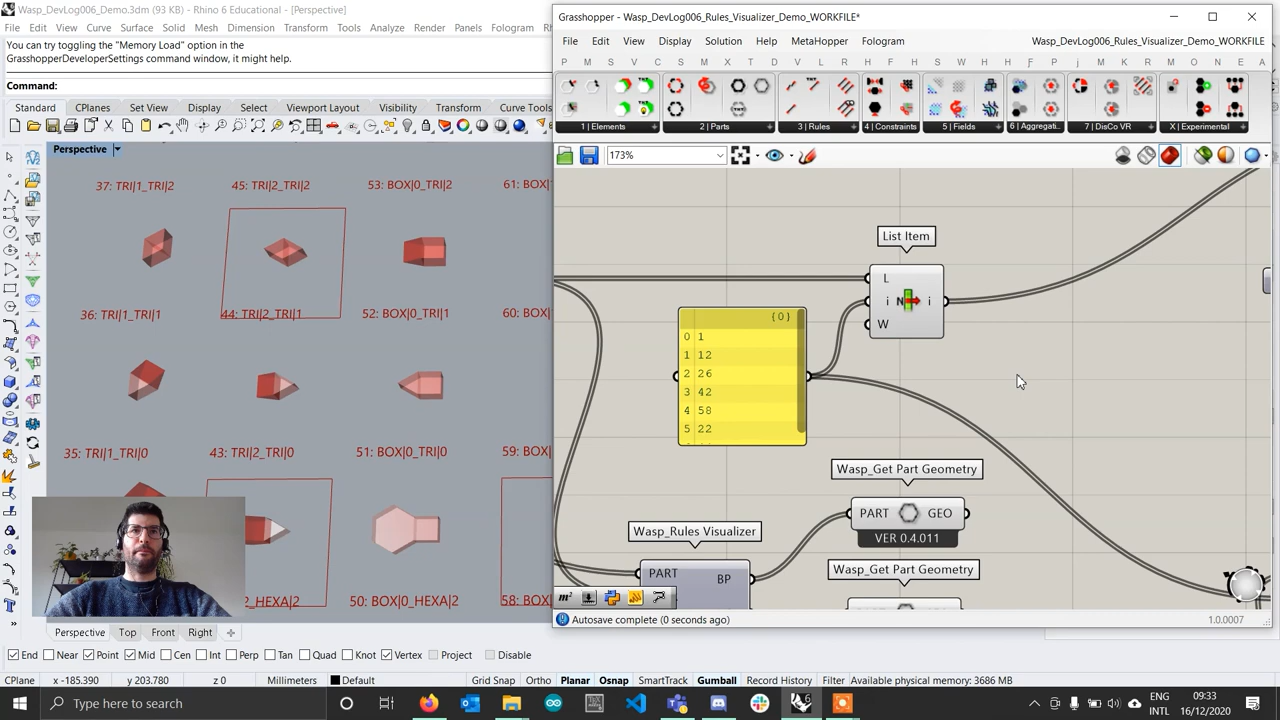 Wasp_DevLog006_Demo.3dm (93 KB) - Rhino 6 Educational - [Perspective]
File Edit View Curve Surface Solid Mesh Dimension Transform Tools Analyze Render Panels Fologram
You can try toggling the "Memory Load" option in the
GrasshopperDeveloperSettings command window, it might help.
Command:
Standard CPlanes Set View Display Select Viewport Layout Visibility Transform Curve Tools
Perspective
37: TRI|1_TRI|2 45: TRI|2_TRI|2 53: BOX|0_TRI|2 61:
36: TRI|1_TRI|1 44: TRI|2_TRI|1 52: BOX|0_TRI|1 60:
35: TRI|1_TRI|0 43: TRI|2_TRI|0 51: BOX|0_TRI|0 59:
2_HEXA|2 50: BOX|0_HEXA|2 58: BOX
Perspective Top Front Right
End Near Point Mid Cen Int Perp Tan Quad Knot Vertex Project Disable
CPlane x -185.390 y 203.780 z 0 Millimeters Default Grid Snap Ortho Planar Osnap SmartTrack Gumball Record History Filter Available physical memory: 3686 MB
Grasshopper - Wasp_DevLog006_Rules_Visualizer_Demo_WORKFILE*
File Edit View Display Solution Help MetaHopper Fologram Wasp_DevLog006_Rules_Visualizer_Demo_WORKFILE
1 | Elements 2 | Parts 3 | Rules 4 | Constraints 5 | Fields 6 | Aggregati... 7 | DisCo VR X | Experimental
173%
List Item
L
i N i
W
{0}
0 1
1 12
2 26
3 42
4 58
5 22
Wasp_Get Part Geometry
PART GEO
VER 0.4.011
Wasp_Rules Visualizer
PART BP
Wasp_Get Part Geometry
m²
Autosave complete (0 seconds ago) 1.0.0007
Type here to search
ENG
INTL
09:33
16/12/2020